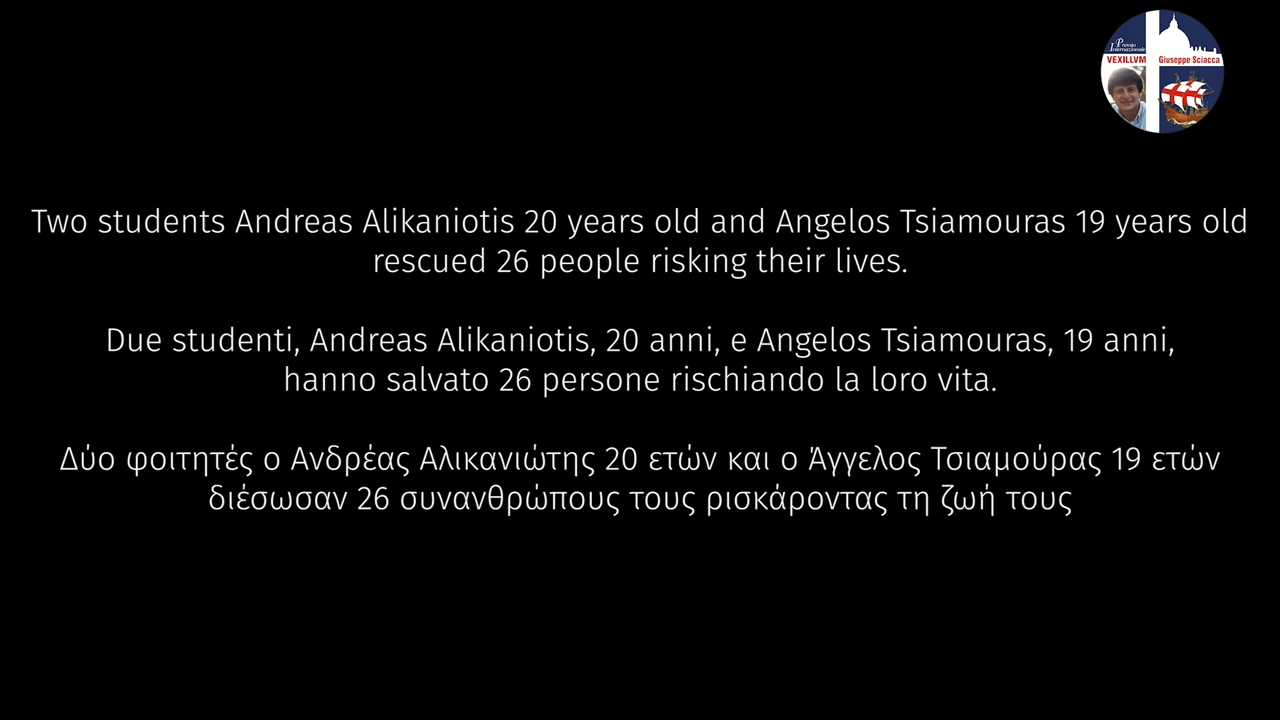 Premio
Internazionale
VEXILLVM Giuseppe Sciacca
Two students Andreas Alikaniotis 20 years old and Angelos Tsiamouras 19 years old
rescued 26 people risking their lives.
Due studenti, Andreas Alikaniotis, 20 anni, e Angelos Tsiamouras, 19 anni,
hanno salvato 26 persone rischiando la loro vita.
Δύο φοιτητές ο Ανδρέας Αλικανιώτης 20 ετών και ο Άγγελος Τσιαμούρας 19 ετών
διέσωσαν 26 συνανθρώπους τους ρισκάροντας τη ζωή τους